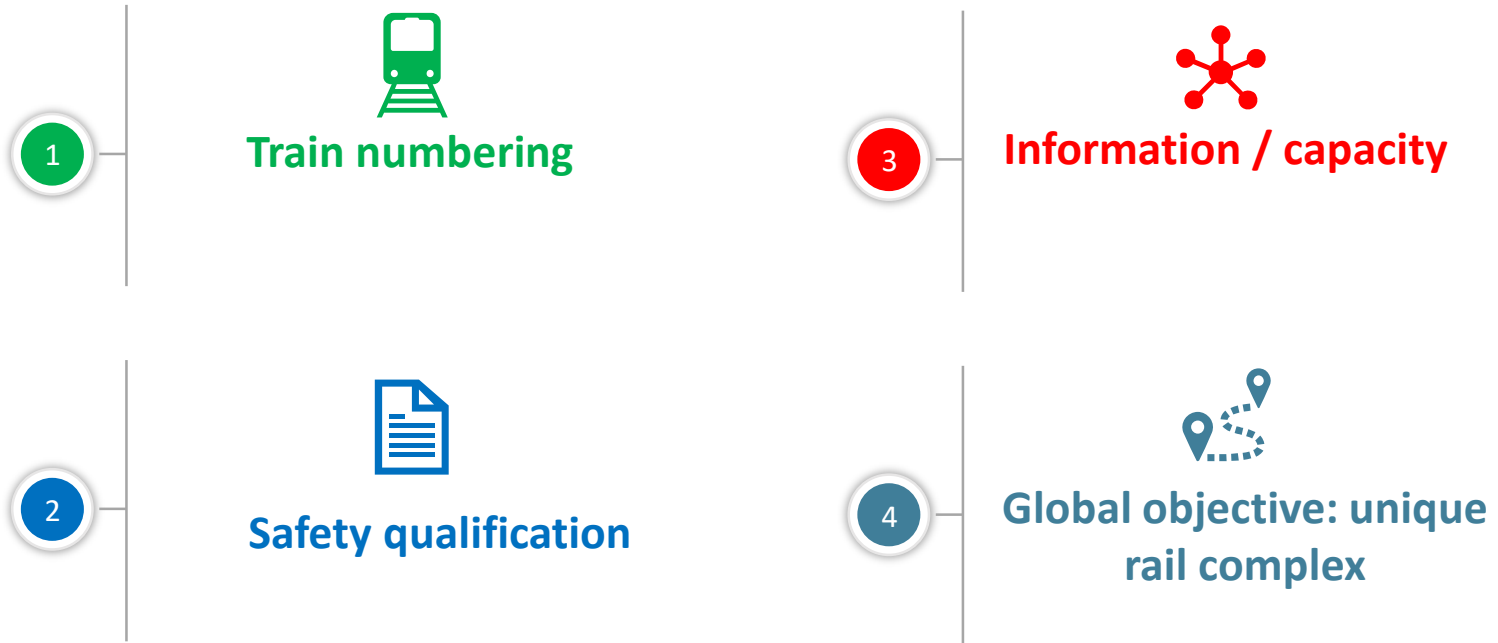 1
Train numbering
2
Safety qualification
3
Information / capacity
4
Global objective: unique
rail complex